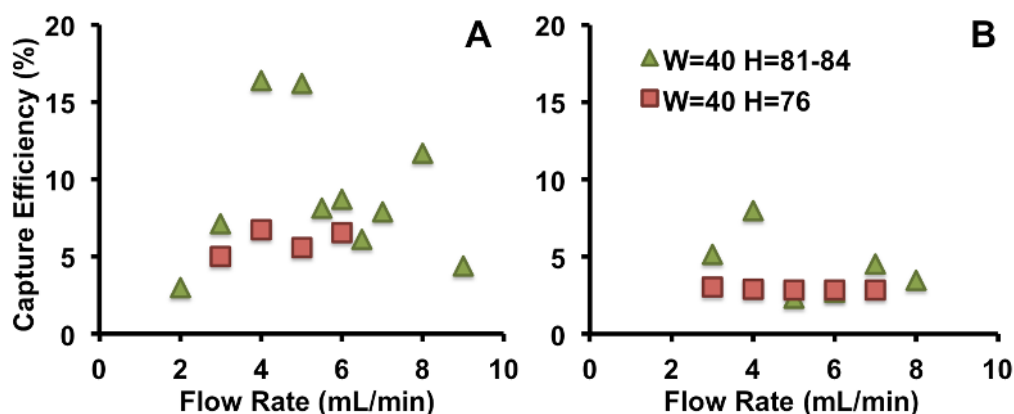 A
Capture Efficiency (%)
20
15
10
5
0
0 2 4 6 8 10
Flow Rate (mL/min)
B
W=40 H=81-84
W=40 H=76
20
15
10
5
0
0 2 4 6 8 10
Flow Rate (mL/min)